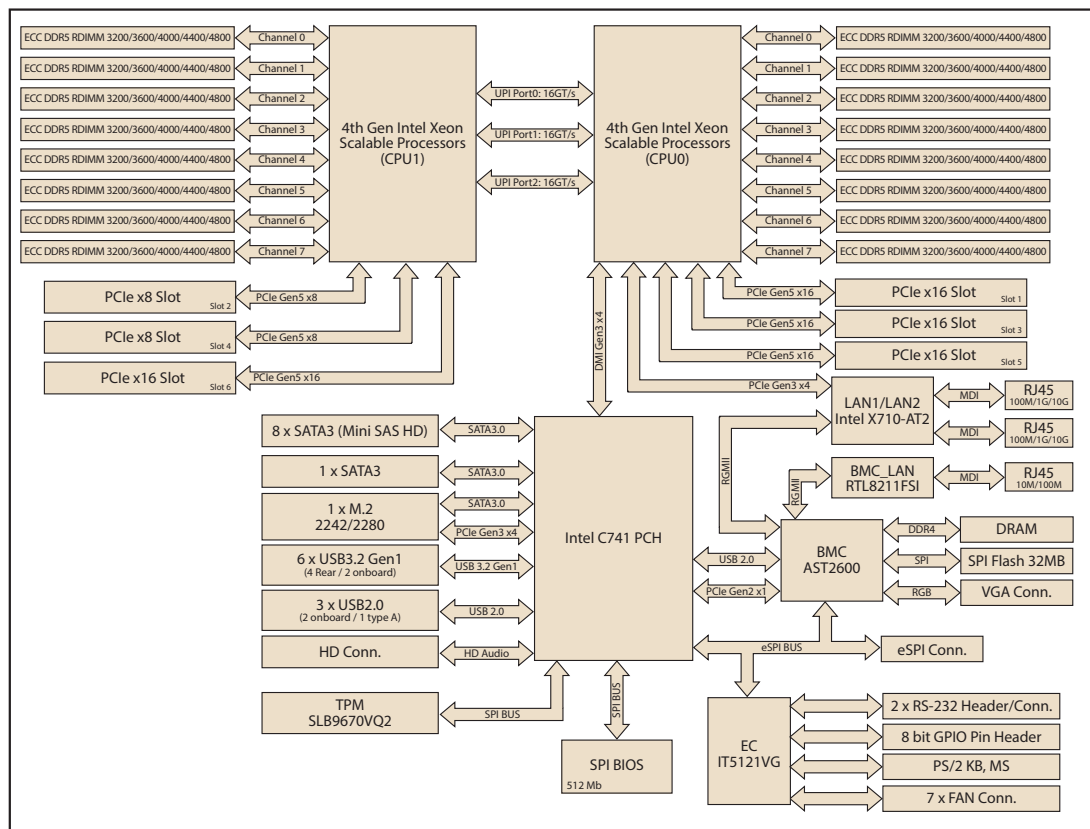 ECC DDR5 RDIMM 3200/3600/4000/4400/4800
Channel 0
ECC DDR5 RDIMM 3200/3600/4000/4400/4800
Channel 1
ECC DDR5 RDIMM 3200/3600/4000/4400/4800
Channel 2
ECC DDR5 RDIMM 3200/3600/4000/4400/4800
Channel 3
ECC DDR5 RDIMM 3200/3600/4000/4400/4800
Channel 4
ECC DDR5 RDIMM 3200/3600/4000/4400/4800
Channel 5
ECC DDR5 RDIMM 3200/3600/4000/4400/4800
Channel 6
ECC DDR5 RDIMM 3200/3600/4000/4400/4800
Channel 7
4th Gen Intel Xeon
Scalable Processors
(CPU1)
UPI Port0: 16GT/s
UPI Port1: 16GT/s
UPI Port2: 16GT/s
4th Gen Intel Xeon
Scalable Processors
(CPU0)
Channel 0
ECC DDR5 RDIMM 3200/3600/4000/4400/4800
Channel 1
ECC DDR5 RDIMM 3200/3600/4000/4400/4800
Channel 2
ECC DDR5 RDIMM 3200/3600/4000/4400/4800
Channel 3
ECC DDR5 RDIMM 3200/3600/4000/4400/4800
Channel 4
ECC DDR5 RDIMM 3200/3600/4000/4400/4800
Channel 5
ECC DDR5 RDIMM 3200/3600/4000/4400/4800
Channel 6
ECC DDR5 RDIMM 3200/3600/4000/4400/4800
Channel 7
ECC DDR5 RDIMM 3200/3600/4000/4400/4800
PCIe x8 Slot
Slot 2
PCIe Gen5 x8
PCIe x8 Slot
Slot 4
PCIe Gen5 x8
PCIe x16 Slot
Slot 6
PCIe Gen5 x16
DMI Gen3 x4
PCIe Gen5 x16
PCIe x16 Slot
Slot 1
PCIe Gen5 x16
PCIe x16 Slot
Slot 3
PCIe Gen5 x16
PCIe x16 Slot
Slot 5
PCIe Gen3 x4
LAN1/LAN2
Intel X710-AT2
MDI
RJ45
100M/1G/10G
MDI
RJ45
100M/1G/10G
RGMII
RGMII
BMC_LAN
RTL8211FSI
MDI
RJ45
10M/100M
8 x SATA3 (Mini SAS HD)
SATA3.0
1 x SATA3
SATA3.0
1 x M.2
2242/2280
SATA3.0
PCIe Gen3 x4
6 x USB3.2 Gen1
(4 Rear / 2 onboard)
USB 3.2 Gen1
3 x USB2.0
(2 onboard / 1 type A)
USB 2.0
HD Conn.
HD Audio
TPM
SLB9670VQ2
SPI BUS
Intel C741 PCH
SPI BUS
SPI BIOS
512 Mb
USB 2.0
PCIe Gen2 x1
BMC
AST2600
DDR4
DRAM
SPI
SPI Flash 32MB
RGB
VGA Conn.
eSPI BUS
eSPI Conn.
EC
IT5121VG
2 x RS-232 Header/Conn.
8 bit GPIO Pin Header
PS/2 KB, MS
7 x FAN Conn.